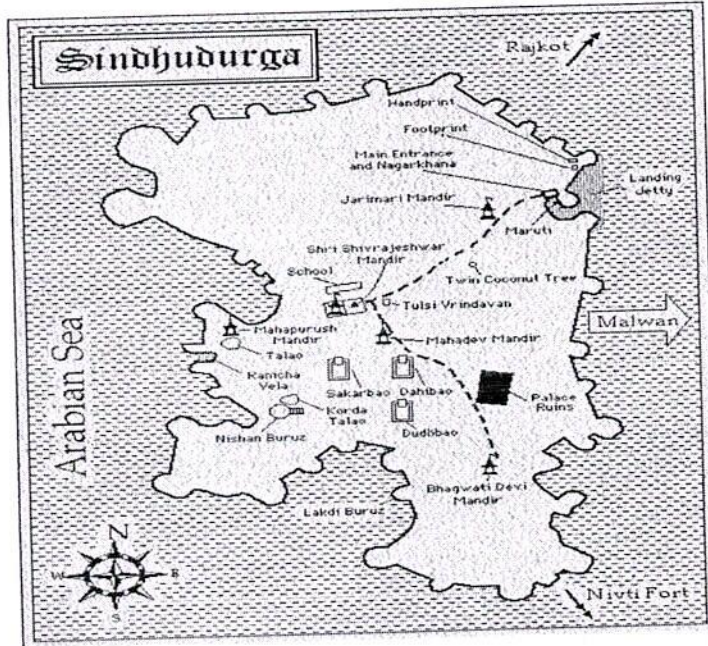 Sindhudurga
Rajkot
Handprint
Footprint
Main Entrance
and Nagarkhana
Landing
Jetty
Jarimari Mandir
Maruti
Shri Shivrajeshwar
Mandir
School
Twin Coconut Tree
Tulsi Vrindavan
Malwan
Mahapurush
Mandir
Mahadev Mandir
Talao
Ranicha
Vela
Sakarbao
Dahibao
Palace
Ruins
Korda
Talao
Nishan Buruz
Dudhbao
Bhagwati Devi
Mandir
Lakdi Buruz
Arabian Sea
N
W
E
S
Nivti Fort